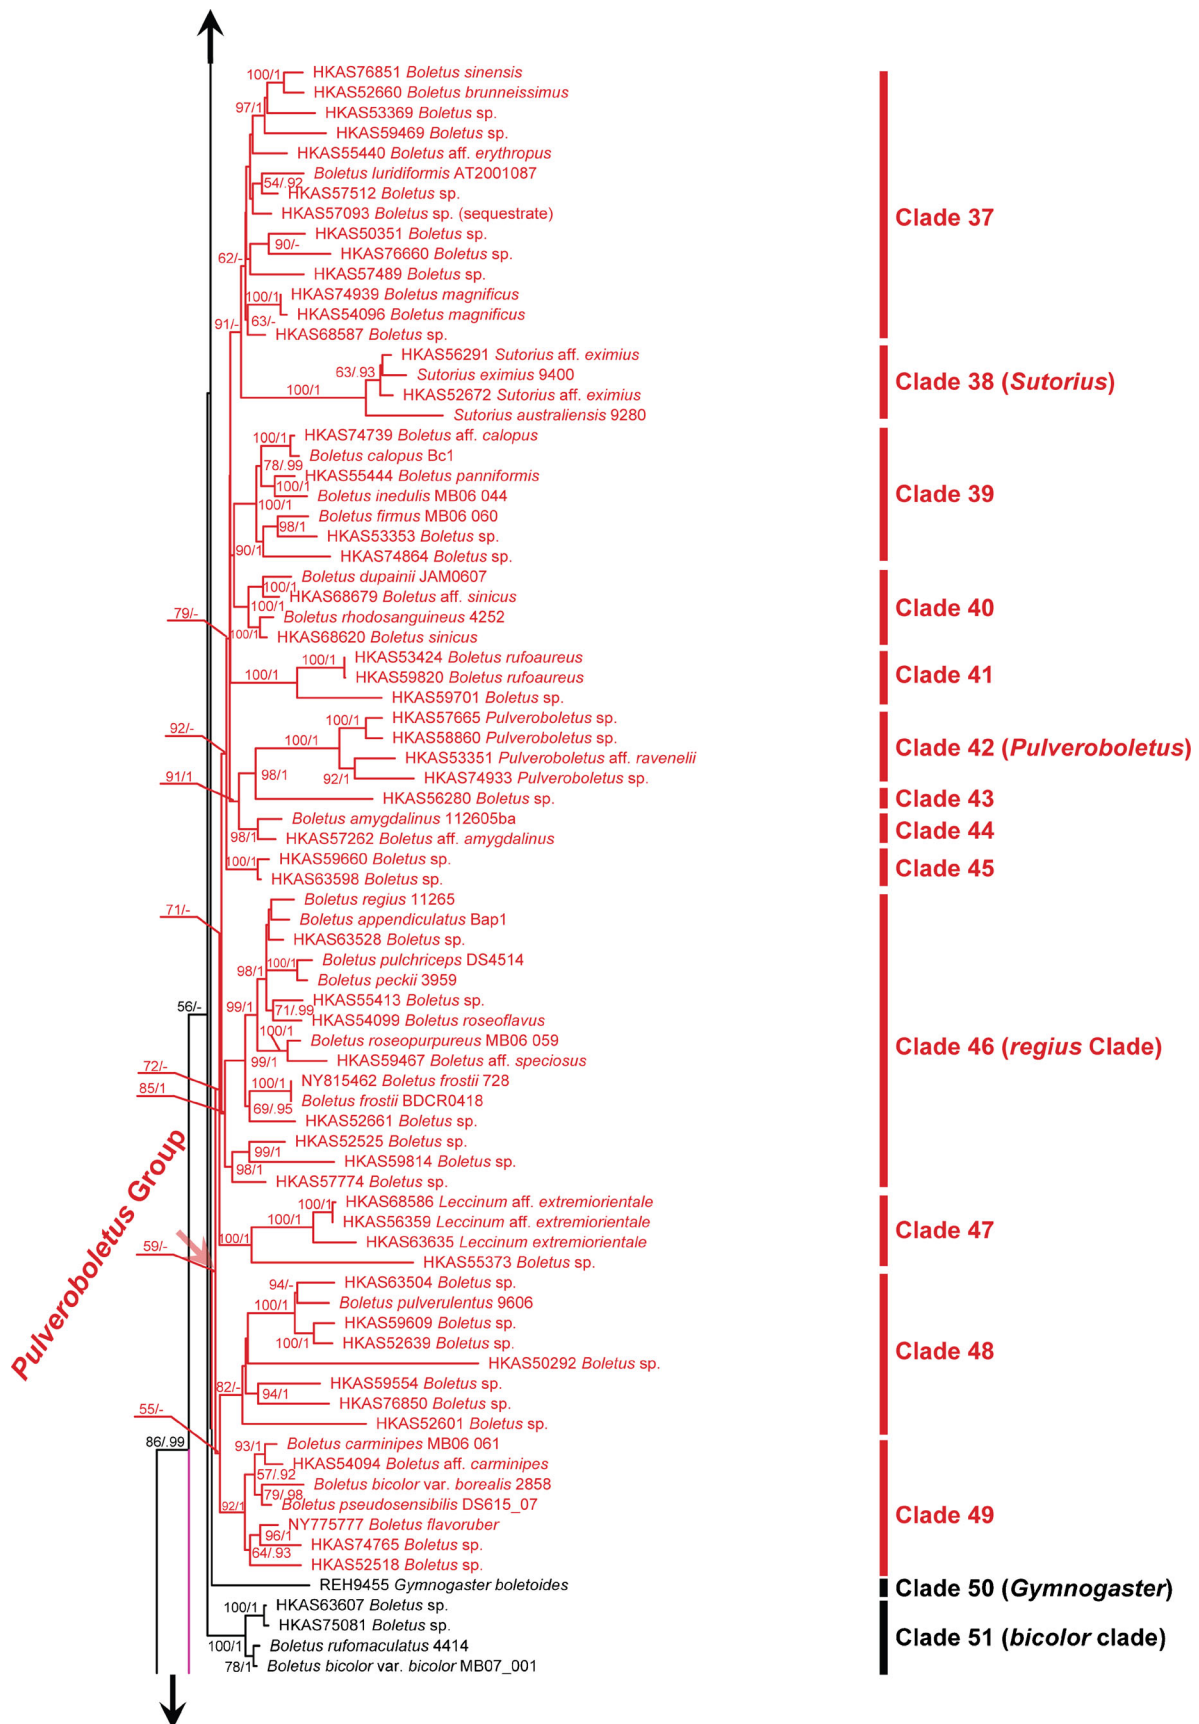 100/1 HKAS76851 Boletus sinensis
HKAS52660 Boletus brunneissimus
97/1 HKAS53369 Boletus sp.
HKAS59469 Boletus sp.
HKAS55440 Boletus aff. erythropus
Boletus luridiformis AT2001087
54/.92
HKAS57512 Boletus sp.
HKAS57093 Boletus sp. (sequestrate)
Clade 37
HKAS50351 Boletus sp.
90/-
HKAS76660 Boletus sp.
62/-
HKAS57489 Boletus sp.
100/1 HKAS74939 Boletus magnificus
HKAS54096 Boletus magnificus
91/- 63/-
HKAS68587 Boletus sp.
HKAS56291 Sutorius aff. eximius
63/.93 Sutorius eximius 9400
Clade 38 (Sutorius)
100/1 HKAS52672 Sutorius aff. eximius
Sutorius australiensis 9280
100/1 HKAS74739 Boletus aff. calopus
Boletus calopus Bc1
78/.99
HKAS55444 Boletus panniformis
100/1
Boletus inedulis MB06 044
Clade 39
100/1
Boletus firmus MB06 060
98/1
HKAS53353 Boletus sp.
90/1
HKAS74864 Boletus sp.
Boletus dupainii JAM0607
100/1
HKAS68679 Boletus aff. sinicus
100/1
Clade 40
79/- Boletus rhodosanguineus 4252
100/1 HKAS68620 Boletus sinicus
100/1 HKAS53424 Boletus rufoaureus
100/1 HKAS59820 Boletus rufoaureus
Clade 41
HKAS59701 Boletus sp.
100/1 HKAS57665 Pulveroboletus sp.
92/- 100/1 HKAS58860 Pulveroboletus sp.
Clade 42 (Pulveroboletus)
HKAS53351 Pulveroboletus aff. ravenelii
91/1 98/1 92/1 HKAS74933 Pulveroboletus sp.
HKAS56280 Boletus sp.
Clade 43
Boletus amygdalinus 112605ba
98/1 HKAS57262 Boletus aff. amygdalinus
Clade 44
100/1 HKAS59660 Boletus sp.
Clade 45
HKAS63598 Boletus sp.
Boletus regius 11265
71/- Boletus appendiculatus Bap1
HKAS63528 Boletus sp.
98/1 100/1 Boletus pulchriceps DS4514
Boletus peckii 3959
HKAS55413 Boletus sp.
99/1 71/.99
56/- HKAS54099 Boletus roseoflavus
100/1
Boletus roseopurpureus MB06 059
Clade 46 (regius Clade)
99/1 HKAS59467 Boletus aff. speciosus
72/-
100/1 NY815462 Boletus frostii 728
85/1
Boletus frostii BDCR0418
69/.95
HKAS52661 Boletus sp.
HKAS52525 Boletus sp.
99/1
HKAS59814 Boletus sp.
98/1
HKAS57774 Boletus sp.
Pulveroboletus Group
100/1 HKAS68586 Leccinum aff. extremiorientale
100/1 HKAS56359 Leccinum aff. extremiorientale
Clade 47
100/1 HKAS63635 Leccinum extremiorientale
59/-
HKAS55373 Boletus sp.
94/- HKAS63504 Boletus sp.
100/1 Boletus pulverulentus 9606
HKAS59609 Boletus sp.
100/1 HKAS52639 Boletus sp.
Clade 48
HKAS50292 Boletus sp.
82/- HKAS59554 Boletus sp.
94/1
HKAS76850 Boletus sp.
55/-
HKAS52601 Boletus sp.
86/.99 93/1 Boletus carminipes MB06 061
HKAS54094 Boletus aff. carminipes
57/.92
Boletus bicolor var. borealis 2858
79/.98
92/1 Boletus pseudosensibilis DS615_07
Clade 49
NY775777 Boletus flavoruber
96/1
HKAS74765 Boletus sp.
64/.93
HKAS52518 Boletus sp.
REH9455 Gymnogaster boletoides
Clade 50 (Gymnogaster)
100/1 HKAS63607 Boletus sp.
HKAS75081 Boletus sp.
Clade 51 (bicolor clade)
100/1 Boletus rufomaculatus 4414
78/1 Boletus bicolor var. bicolor MB07_001